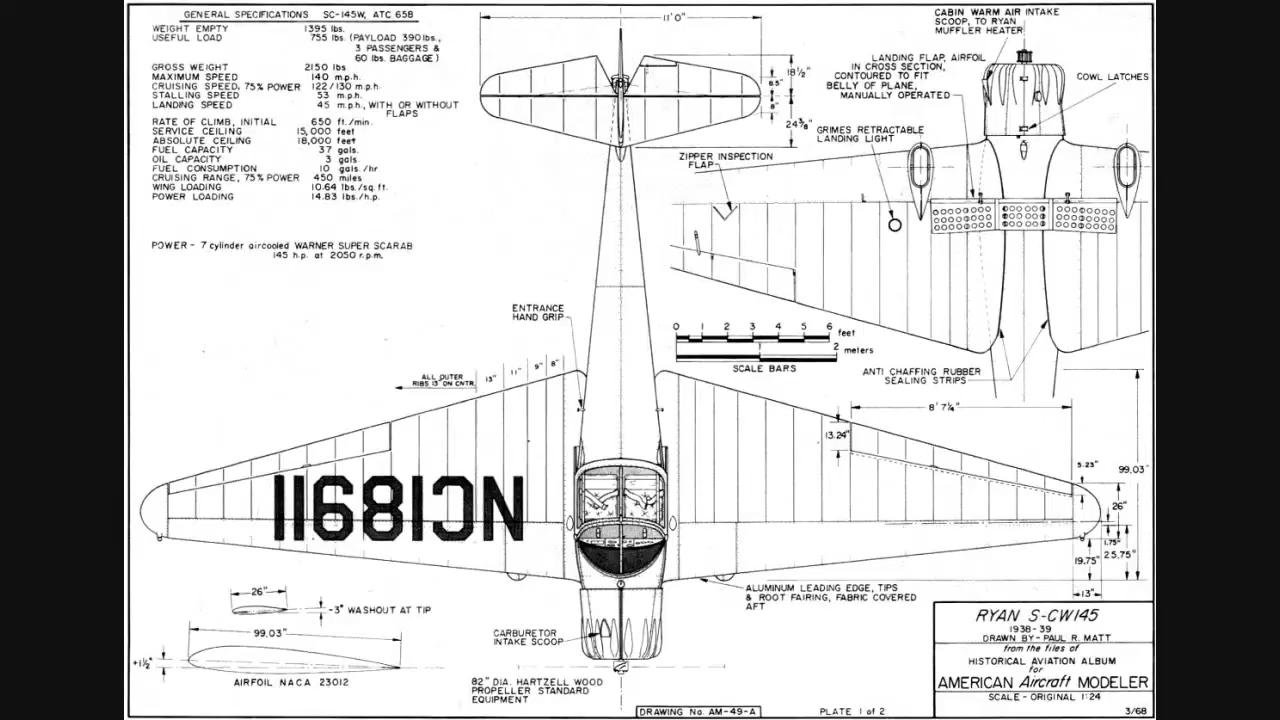 GENERAL SPECIFICATIONS SC-145W, ATC 658
WEIGHT EMPTY 1395 lbs.
USEFUL LOAD 755 lbs. (PAYLOAD 390 lbs.,
3 PASSENGERS &
60 lbs. BAGGAGE)
GROSS WEIGHT 2150 lbs
MAXIMUM SPEED 140 m.p.h.
CRUISING SPEED, 75% POWER 122/130 m.p.h.
STALLING SPEED 53 m.p.h.
LANDING SPEED 45 m.p.h., WITH OR WITHOUT
FLAPS
RATE OF CLIMB, INITIAL 650 ft./min.
SERVICE CEILING 15,000 feet
ABSOLUTE CEILING 18,000 feet
FUEL CAPACITY 37 gals.
OIL CAPACITY 3 gals.
FUEL CONSUMPTION 10 gals./hr
CRUISING RANGE, 75% POWER 450 miles
WING LOADING 10.64 lbs./sq. ft.
POWER LOADING 14.83 lbs./h.p.
POWER - 7 cylinder aircooled WARNER SUPER SCARAB
145 h.p. at 2050 r.p.m.
11'0"
18½"
8.5"
8"
24⅜"
CABIN WARM AIR INTAKE
SCOOP, TO RYAN
MUFFLER HEATER
LANDING FLAP, AIRFOIL
IN CROSS SECTION,
CONTOURED TO FIT
BELLY OF PLANE,
MANUALLY OPERATED
COWL LATCHES
GRIMES RETRACTABLE
LANDING LIGHT
ZIPPER INSPECTION
FLAP
ENTRANCE
HAND GRIP
0 1 2 3 4 5 6 feet
1 2 meters
SCALE BARS
ANTI CHAFFING RUBBER
SEALING STRIPS
ALL OUTER
RIBS 13" ON CNTR.
13" 11" 9" 8"
8' 7¼"
13.24"
5.23"
99.03"
26"
1.75"
19.75"
25.75"
13"
NC18911
ALUMINUM LEADING EDGE, TIPS
& ROOT FAIRING, FABRIC COVERED
AFT
26"
-3° WASHOUT AT TIP
99.03"
+1½°
AIRFOIL NACA 23012
CARBURETOR
INTAKE SCOOP
82" DIA. HARTZELL WOOD
PROPELLER STANDARD
EQUIPMENT
RYAN S-CW145
1938-39
DRAWN BY- PAUL R. MATT
from the files of
HISTORICAL AVIATION ALBUM
for
AMERICAN Aircraft MODELER
SCALE - ORIGINAL 1:24
3/68
DRAWING No. AM-49-A
PLATE 1 of 2